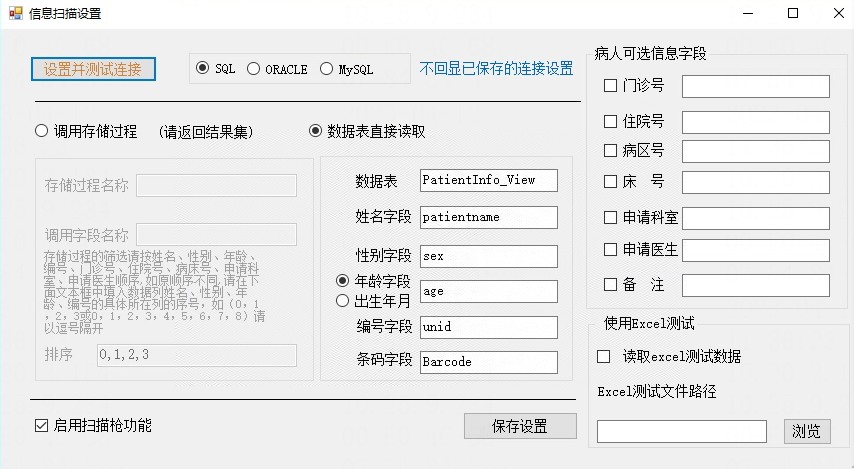 信息扫描设置
设置并测试连接
SQL
ORACLE
MySQL
不回显已保存的连接设置
调用存储过程 (请返回结果集)
数据表直接读取
存储过程名称
调用字段名称
存储过程的筛选请按姓名、性别、年龄、
编号、门诊号、住院号、病床号、申请科
室、申请医生顺序,如原顺序不同,请在下
面文本框中填入数据列姓名、性别、年
龄、编号的具体所在列的序号，如（0，1
，2，3或0，1，2，3，4，5，6，7，8）请
以逗号隔开
排序 0,1,2,3
数据表 PatientInfo_View
姓名字段 patientname
性别字段 sex
年龄字段
出生年月
age
编号字段 unid
条码字段 Barcode
启用扫描枪功能
保存设置
病人可选信息字段
门诊号
住院号
病区号
床 号
申请科室
申请医生
备 注
使用Excel测试
读取excel测试数据
Excel测试文件路径
浏览